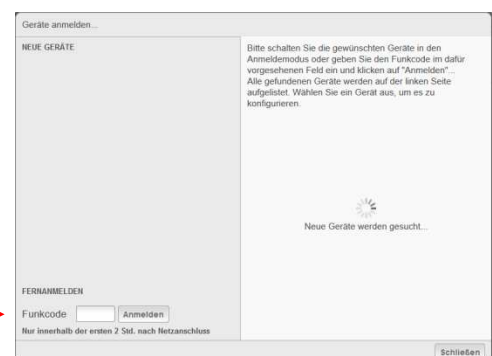 Geräte anmelden...
NEUE GERÄTE
Bitte schalten Sie die gewünschten Geräte in den
Anmeldemodus oder geben Sie den Funkcode im dafür
vorgesehenen Feld ein und klicken auf "Anmelden"...
Alle gefundenen Geräte werden auf der linken Seite
aufgelistet. Wählen Sie ein Gerät aus, um es zu
konfigurieren.
Neue Geräte werden gesucht...
FERNANMELDEN
Funkcode Anmelden
Nur innerhalb der ersten 2 Std. nach Netzanschluss
Schließen